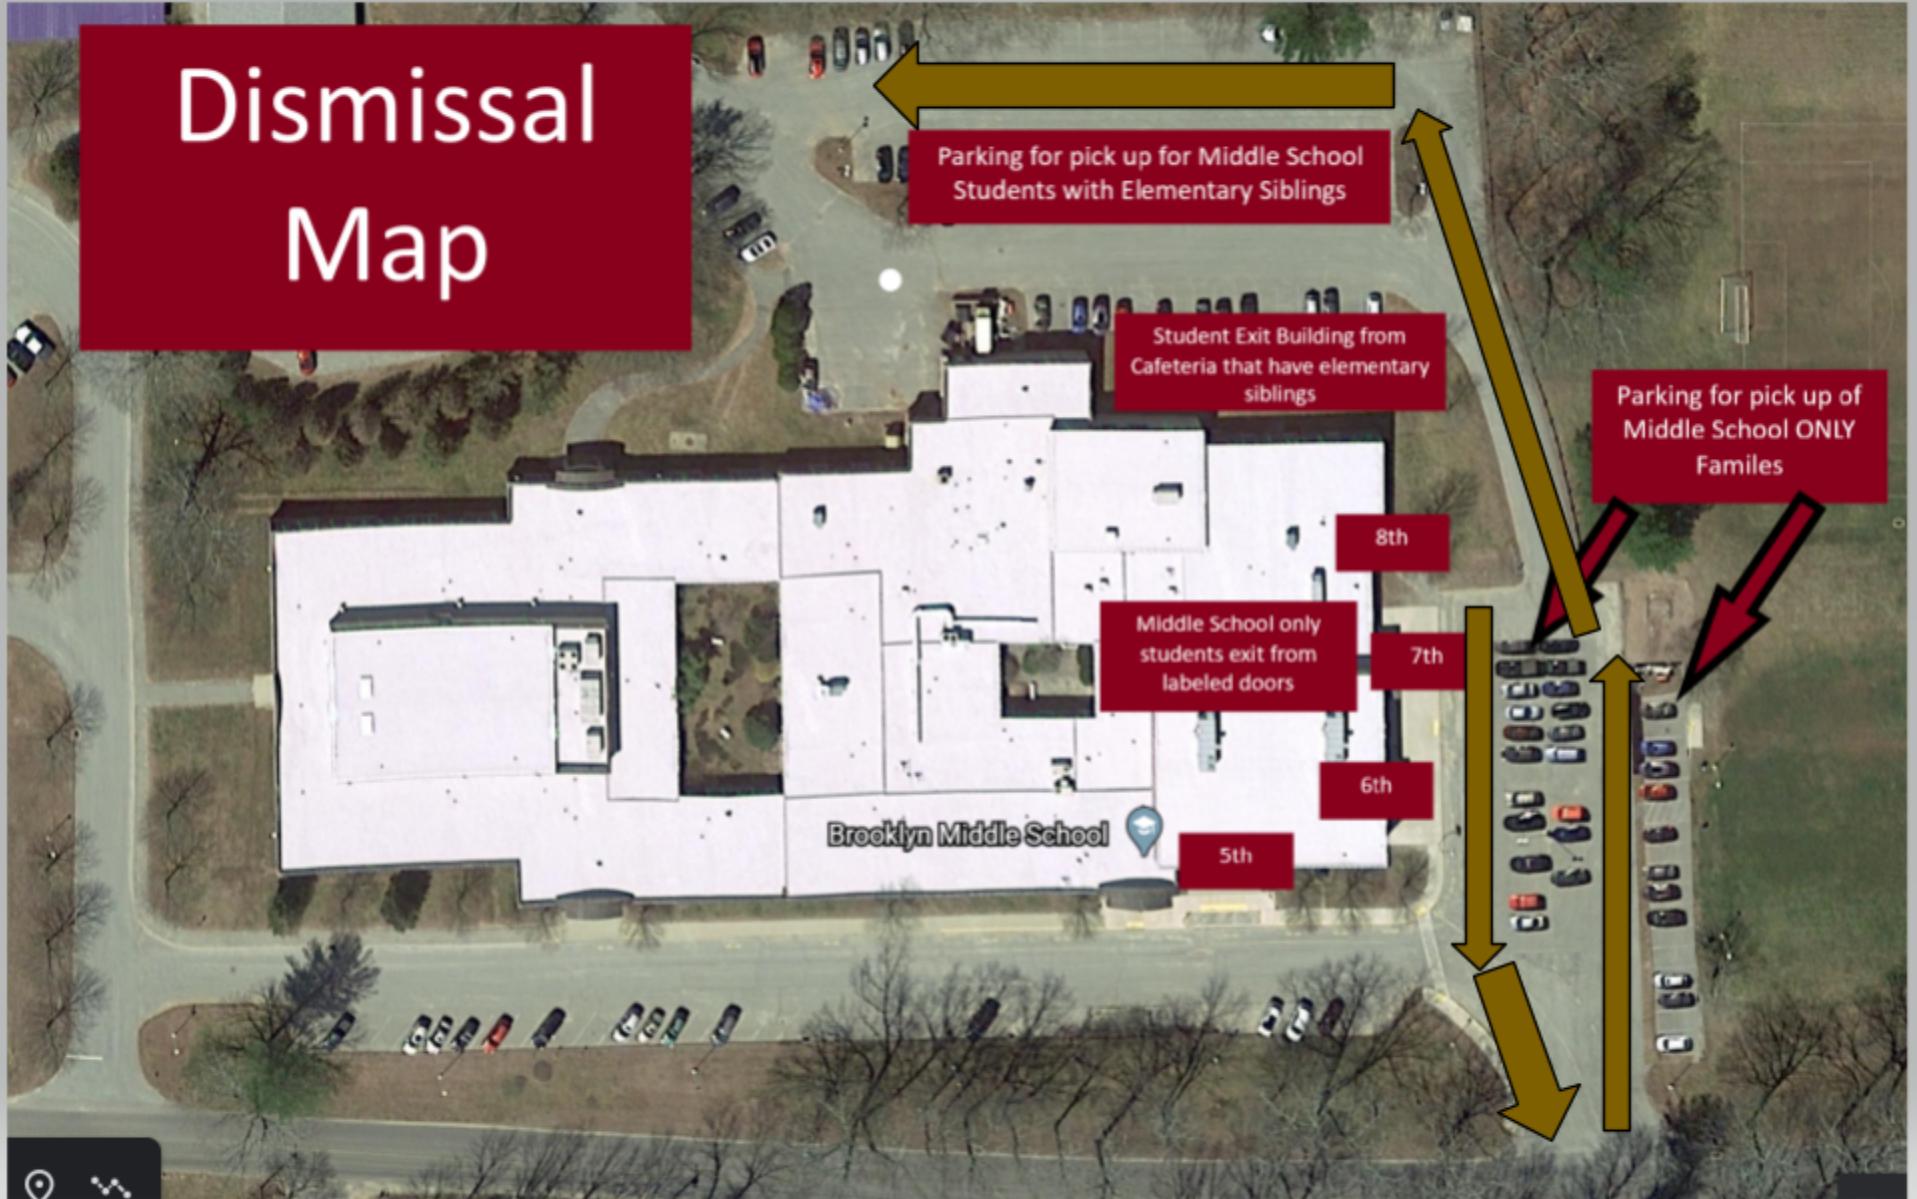 Dismissal
Map
Parking for pick up for Middle School
Students with Elementary Siblings
Student Exit Building from
Cafeteria that have elementary
siblings
Parking for pick up of
Middle School ONLY
Familes
8th
Middle School only
students exit from
labeled doors
7th
6th
Brooklyn Middle School
5th